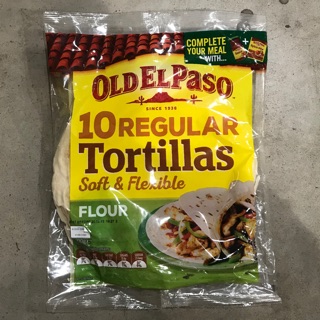 COMPLETE
YOUR MEAL
WITH...
OLD EL PASO
SINCE 1938
10 REGULAR
Tortillas
Soft & Flexible
FLOUR